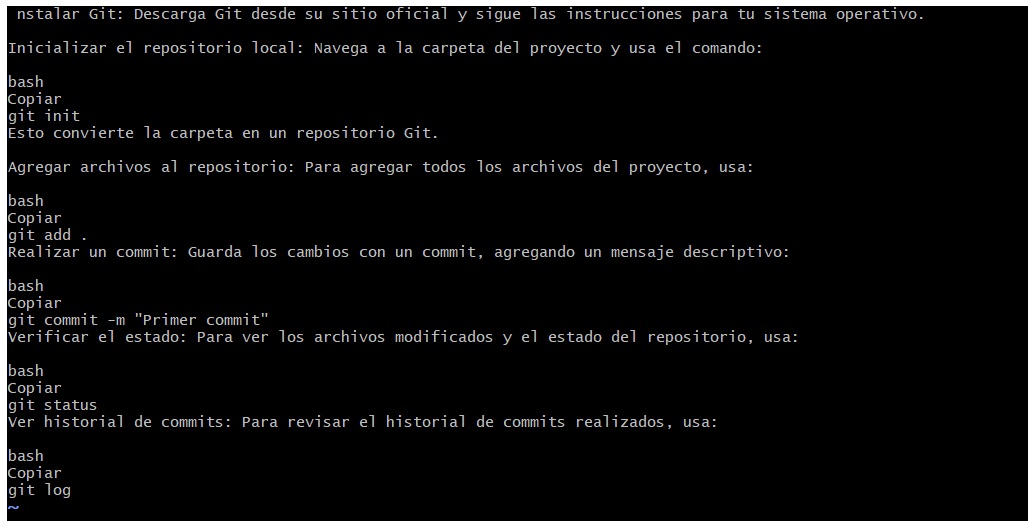 nstalar Git: Descarga Git desde su sitio oficial y sigue las instrucciones para tu sistema operativo.
Inicializar el repositorio local: Navega a la carpeta del proyecto y usa el comando:
bash
Copiar
git init
Esto convierte la carpeta en un repositorio Git.
Agregar archivos al repositorio: Para agregar todos los archivos del proyecto, usa:
bash
Copiar
git add .
Realizar un commit: Guarda los cambios con un commit, agregando un mensaje descriptivo:
bash
Copiar
git commit -m "Primer commit"
Verificar el estado: Para ver los archivos modificados y el estado del repositorio, usa:
bash
Copiar
git status
Ver historial de commits: Para revisar el historial de commits realizados, usa:
bash
Copiar
git log
~